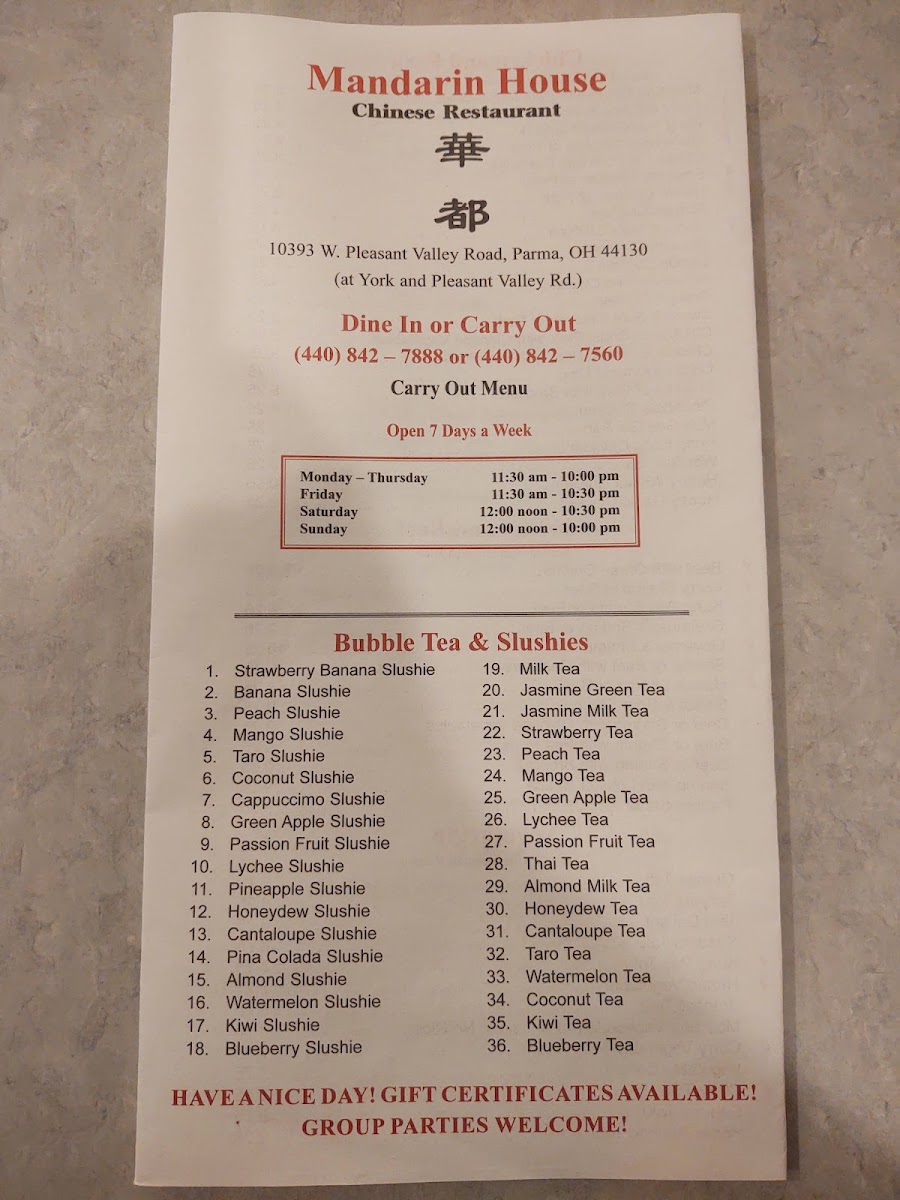 Mandarin House
Chinese Restaurant
華
都
10393 W. Pleasant Valley Road, Parma, OH 44130
(at York and Pleasant Valley Rd.)
Dine In or Carry Out
(440) 842 – 7888 or (440) 842 – 7560
Carry Out Menu
Open 7 Days a Week
Monday – Thursday 11:30 am - 10:00 pm
Friday 11:30 am - 10:30 pm
Saturday 12:00 noon - 10:30 pm
Sunday 12:00 noon - 10:00 pm
Bubble Tea & Slushies
1. Strawberry Banana Slushie
2. Banana Slushie
3. Peach Slushie
4. Mango Slushie
5. Taro Slushie
6. Coconut Slushie
7. Cappuccimo Slushie
8. Green Apple Slushie
9. Passion Fruit Slushie
10. Lychee Slushie
11. Pineapple Slushie
12. Honeydew Slushie
13. Cantaloupe Slushie
14. Pina Colada Slushie
15. Almond Slushie
16. Watermelon Slushie
17. Kiwi Slushie
18. Blueberry Slushie
19. Milk Tea
20. Jasmine Green Tea
21. Jasmine Milk Tea
22. Strawberry Tea
23. Peach Tea
24. Mango Tea
25. Green Apple Tea
26. Lychee Tea
27. Passion Fruit Tea
28. Thai Tea
29. Almond Milk Tea
30. Honeydew Tea
31. Cantaloupe Tea
32. Taro Tea
33. Watermelon Tea
34. Coconut Tea
35. Kiwi Tea
36. Blueberry Tea
HAVE A NICE DAY! GIFT CERTIFICATES AVAILABLE!
GROUP PARTIES WELCOME!